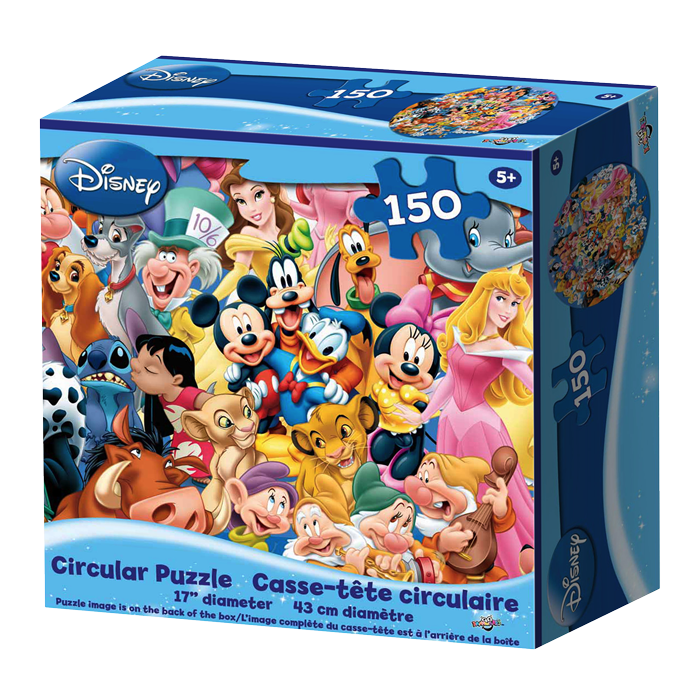 Disney
150
5+
Disney
10/6
150
5+
Circular Puzzle Casse-tête circulaire
17” diameter 43 cm diamètre
Puzzle image is on the back of the box/L'image complète du casse-tête est à l'arrière de la boîte
5+
150
Disney